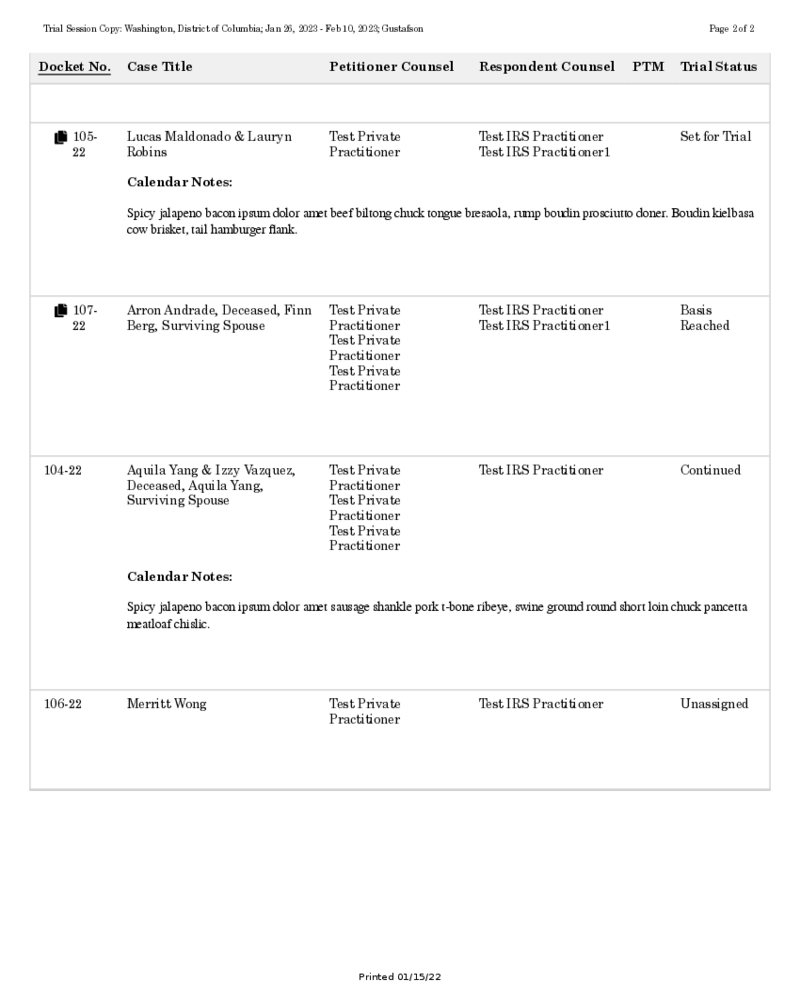 Trial Session Copy: Washington, District of Columbia; Jan 26, 2023 - Feb 10, 2023; Gustafson Page 2 of 2
Docket No. Case Title Petitioner Counsel Respondent Counsel PTM Trial Status
105- Lucas Maldonado & Lauryn Test Private Test IRS Practitioner Set for Trial
22 Robins Practitioner Test IRS Practitioner1
Calendar Notes:
Spicy jalapeno bacon ipsum dolor amet beef biltong chuck tongue bresaola, rump boudin prosciutto doner. Boudin kielbasa
cow brisket, tail hamburger flank.
107- Arron Andrade, Deceased, Finn Test Private Test IRS Practitioner Basis
22 Berg, Surviving Spouse Practitioner Test IRS Practitioner1 Reached
Test Private
Practitioner
Test Private
Practitioner
104-22 Aquila Yang & Izzy Vazquez, Test Private Test IRS Practitioner Continued
Deceased, Aquila Yang, Practitioner
Surviving Spouse Test Private
Practitioner
Test Private
Practitioner
Calendar Notes:
Spicy jalapeno bacon ipsum dolor amet sausage shankle pork t-bone ribeye, swine ground round short loin chuck pancetta
meatloaf chislic.
106-22 Merritt Wong Test Private Test IRS Practitioner Unassigned
Practitioner
Printed 01/15/22